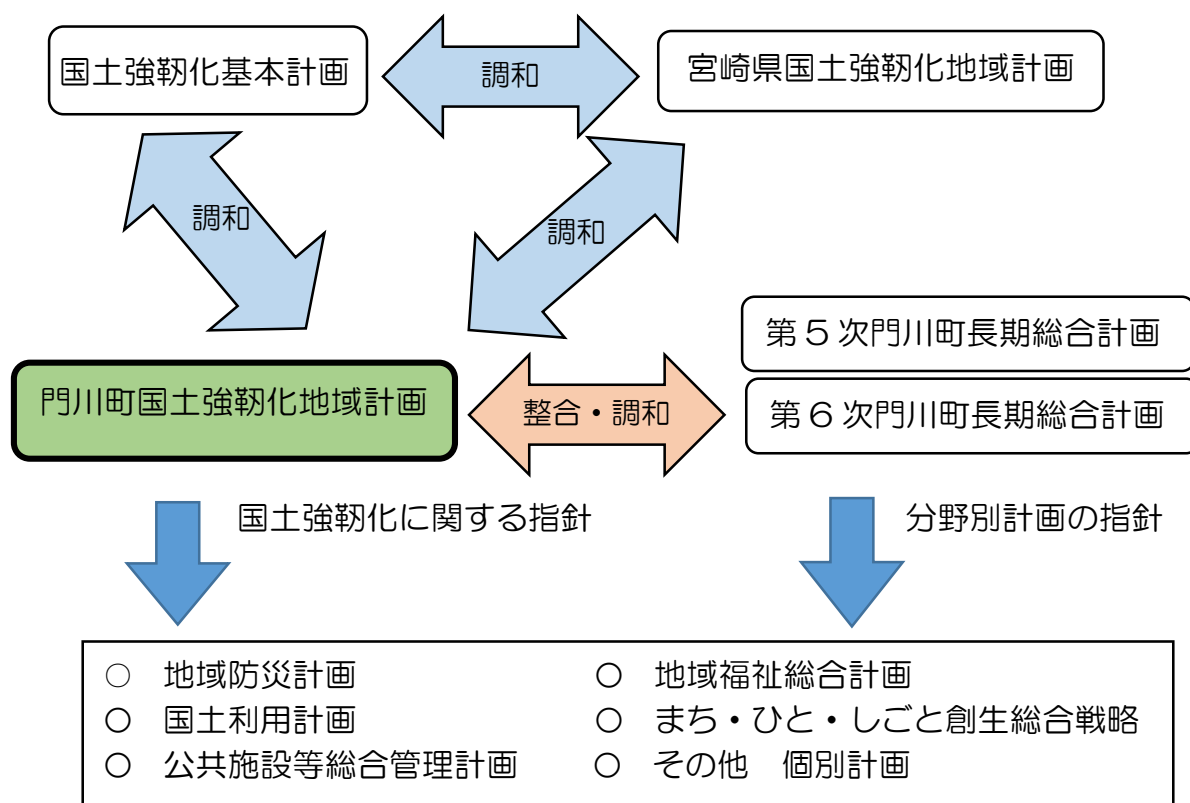 国土強靭化基本計画
調和
宮崎県国土強靭化地域計画
調和
調和
第５次門川町長期総合計画
門川町国土強靭化地域計画
整合・調和
第６次門川町長期総合計画
国土強靭化に関する指針
分野別計画の指針
○　地域防災計画
○　地域福祉総合計画
○　国土利用計画
○　まち・ひと・しごと創生総合戦略
○　公共施設等総合管理計画
○　その他　個別計画